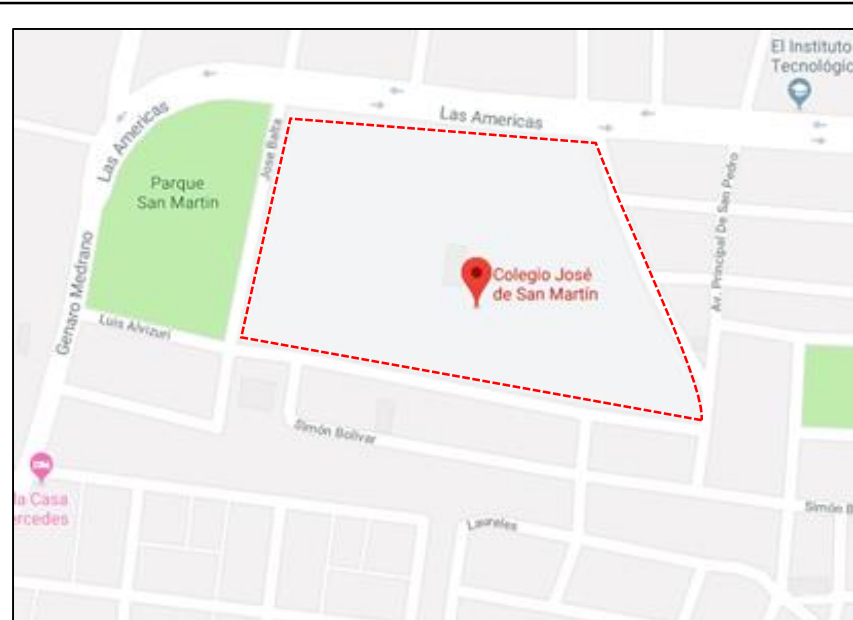 El Instituto
Tecnológic
Las Americas
Las Americas
Jose Balta
Parque
San Martin
Av. Principal De San Pedro
Colegio José
de San Martín
Genaro Medrano
Luis Alvizuri
Simón Bolivar
la Casa
ercedes
Simón B
Laureles